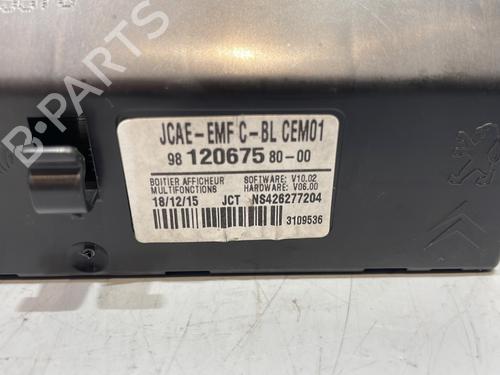 JCAE-EMF C-BL CEM01
98 120675 80-00
BOITIER AFFICHEUR SOFTWARE: V10.02
MULTIFONCTIONS HARDWARE: V06.00
18/12/15 JCT NS426277204
3109536
B-PARTS